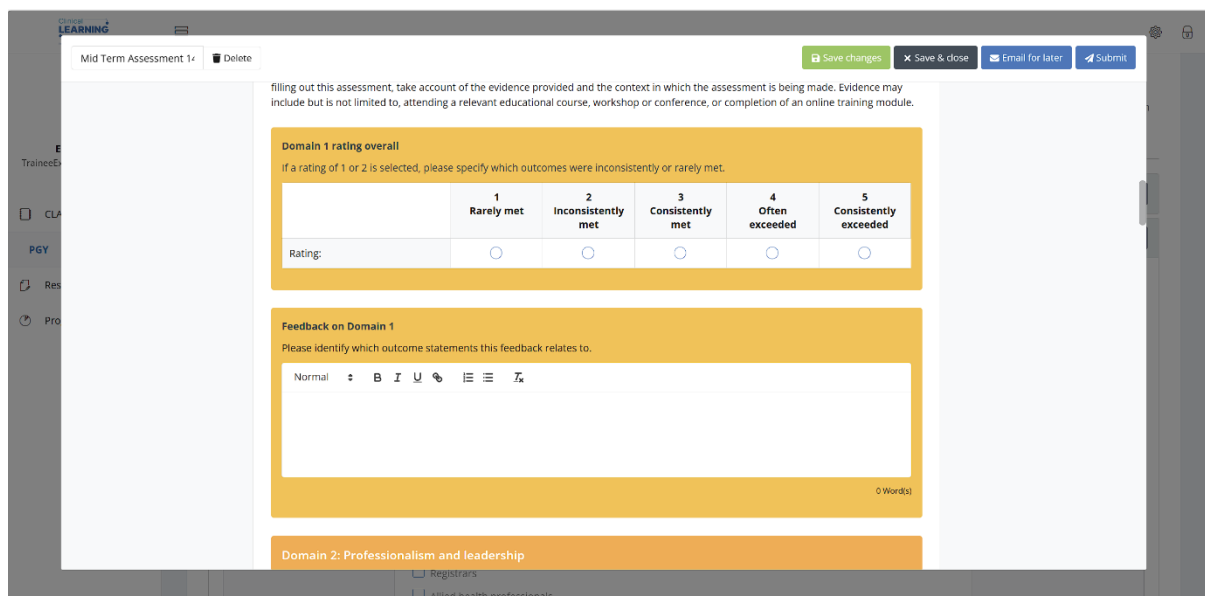 Clinical
LEARNING
Mid Term Assessment 1
Delete
Save changes
Save & close
Email for later
Submit
filling out this assessment, take account of the evidence provided and the context in which the assessment is being made. Evidence may
include but is not limited to, attending a relevant educational course, workshop or conference, or completion of an online training module.
Domain 1 rating overall
If a rating of 1 or 2 is selected, please specify which outcomes were inconsistently or rarely met.
1 2 3 4 5
Rarely met Inconsistently Consistently Often Consistently
met met exceeded exceeded
Rating:
E
TraineeEx
CLA
PGY
Res
Pro
Feedback on Domain 1
Please identify which outcome statements this feedback relates to.
Normal B I U
0 Word(s)
Domain 2: Professionalism and leadership
Registrars
Allied health professionals